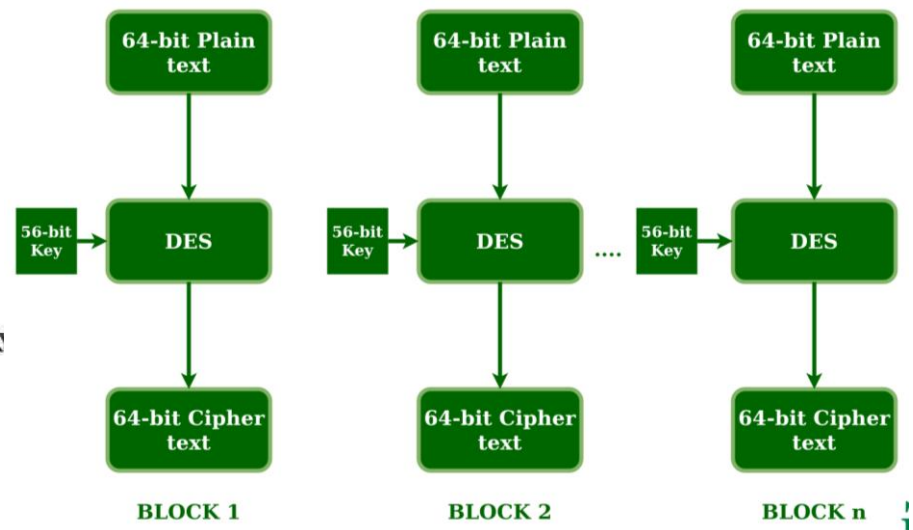 64-bit Plain
text
64-bit Plain
text
64-bit Plain
text
56-bit
Key
DES
56-bit
Key
DES
....
56-bit
Key
DES
64-bit Cipher
text
64-bit Cipher
text
64-bit Cipher
text
BLOCK 1
BLOCK 2
BLOCK n